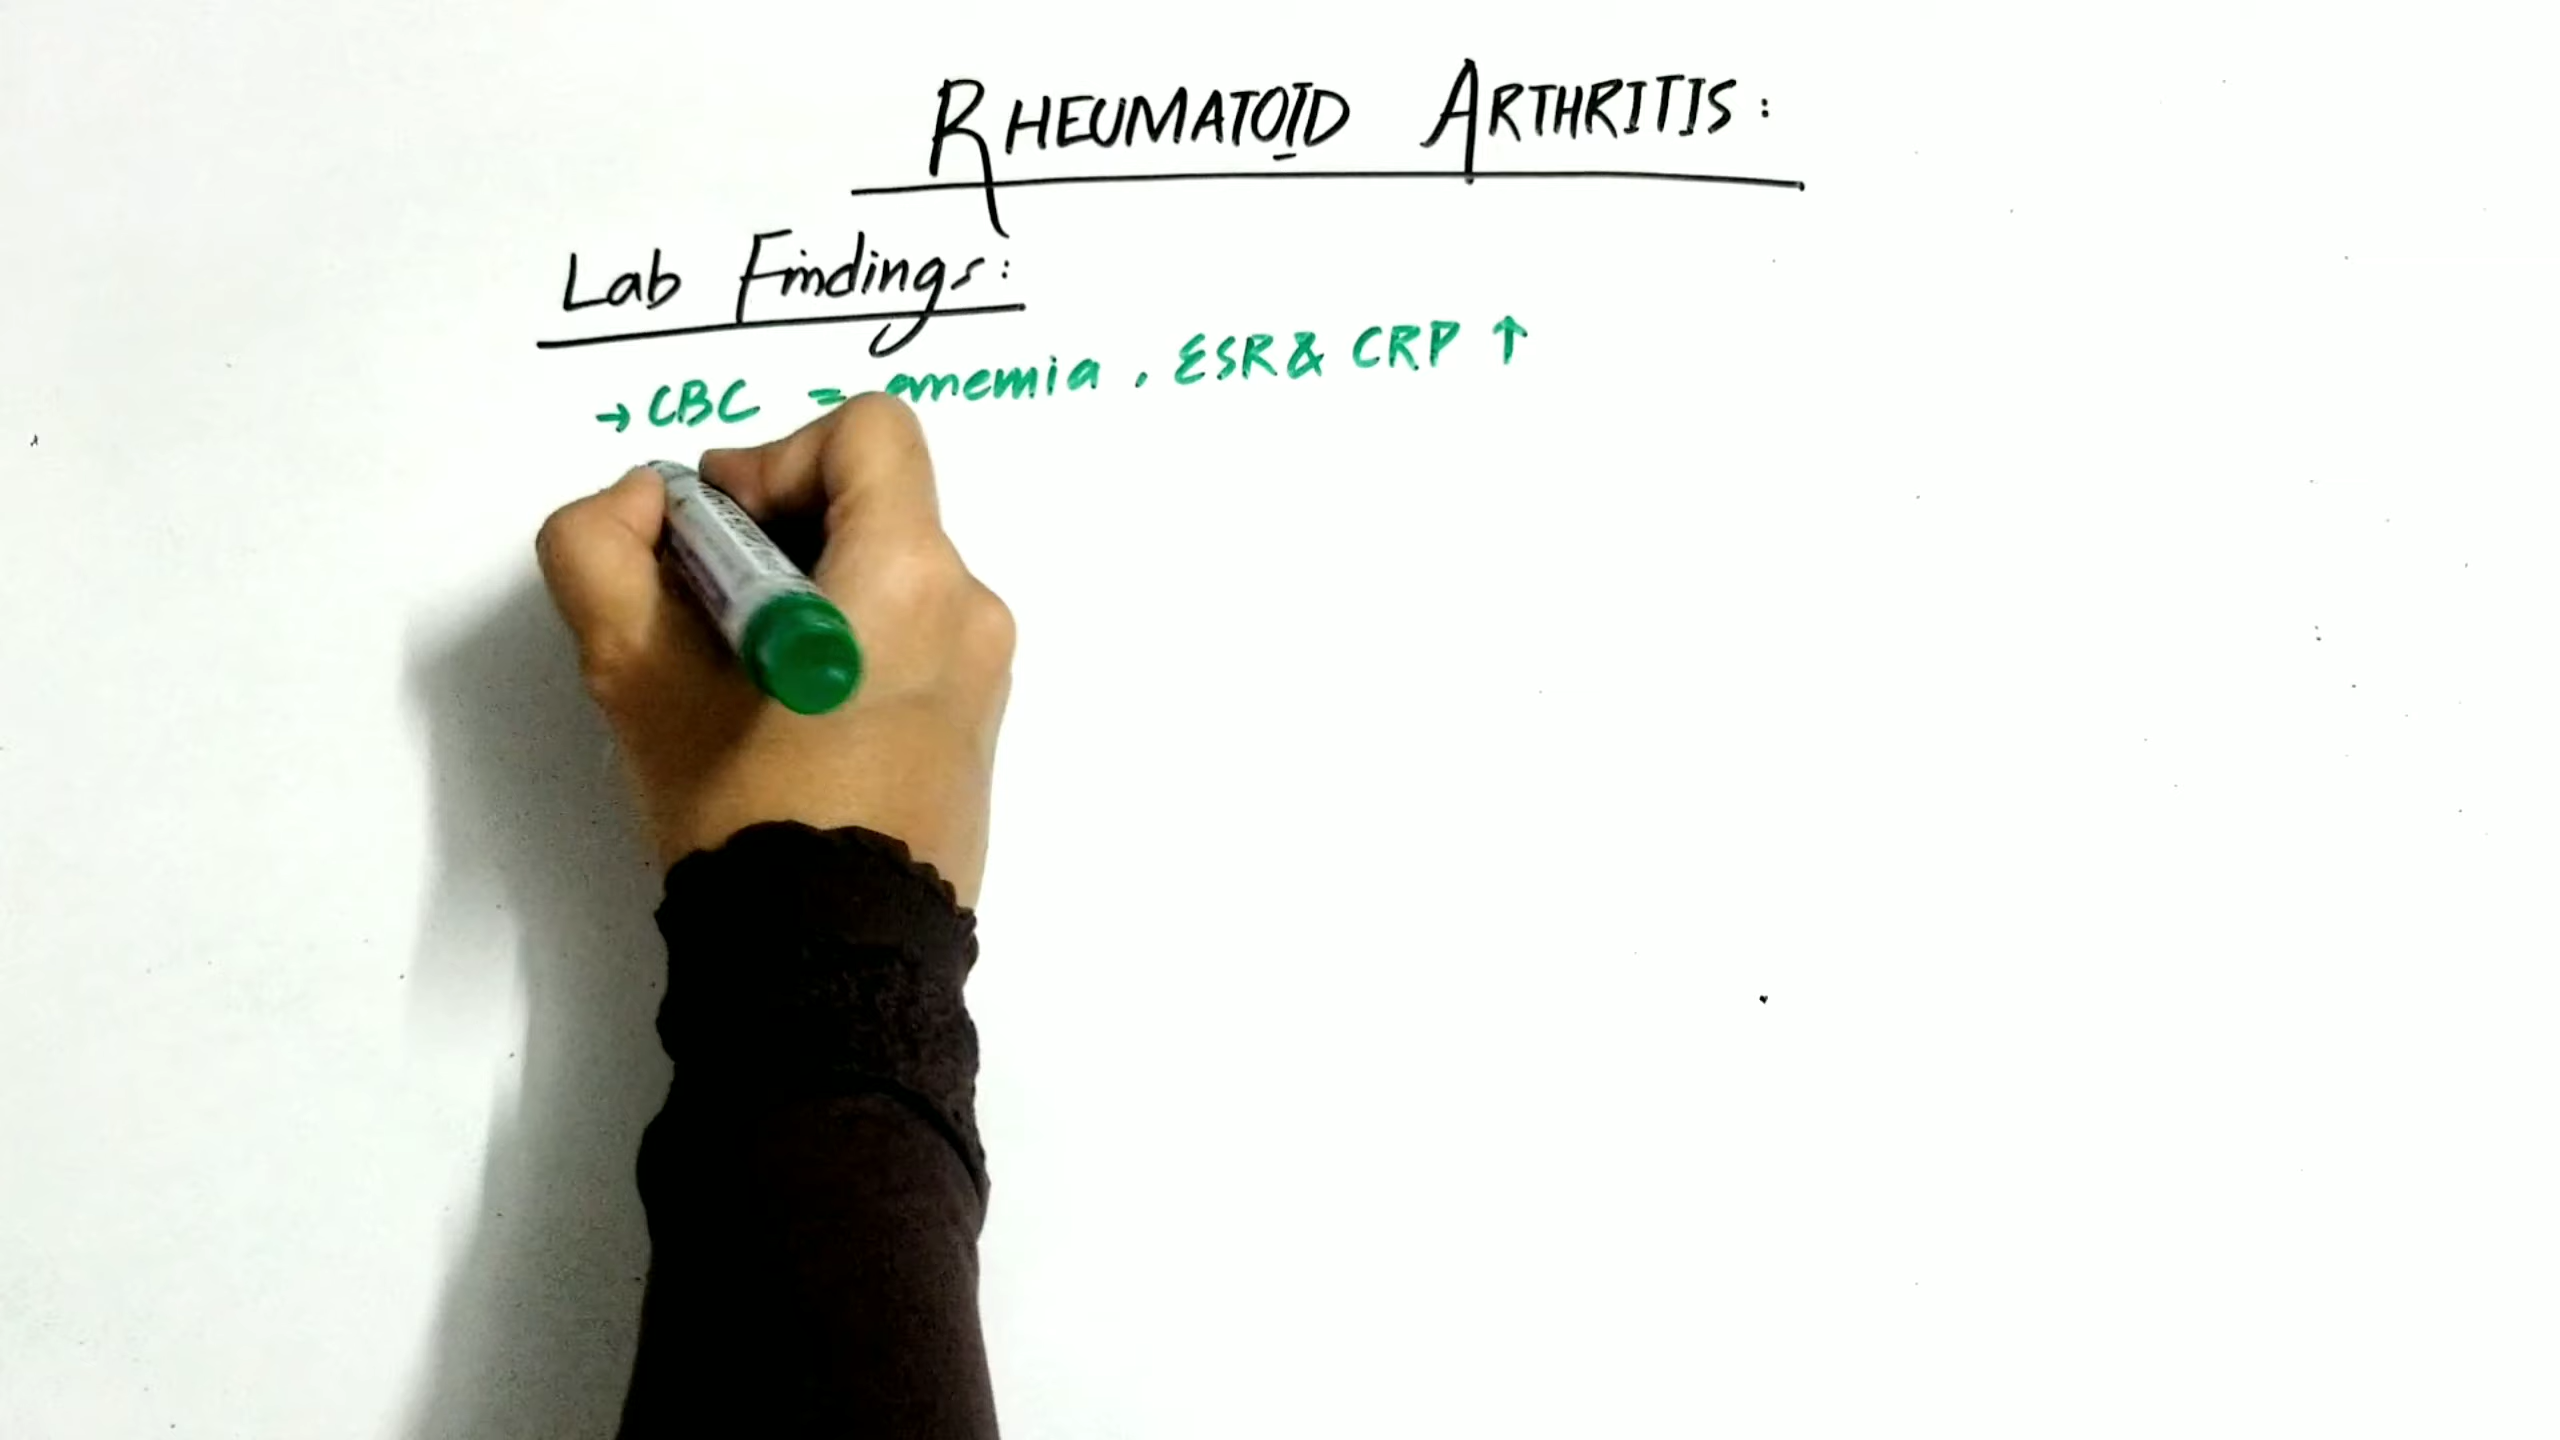 RHEUMATOID ARTHRITIS:
Lab Findings:
→ CBC = anemia, ESR & CRP ↑